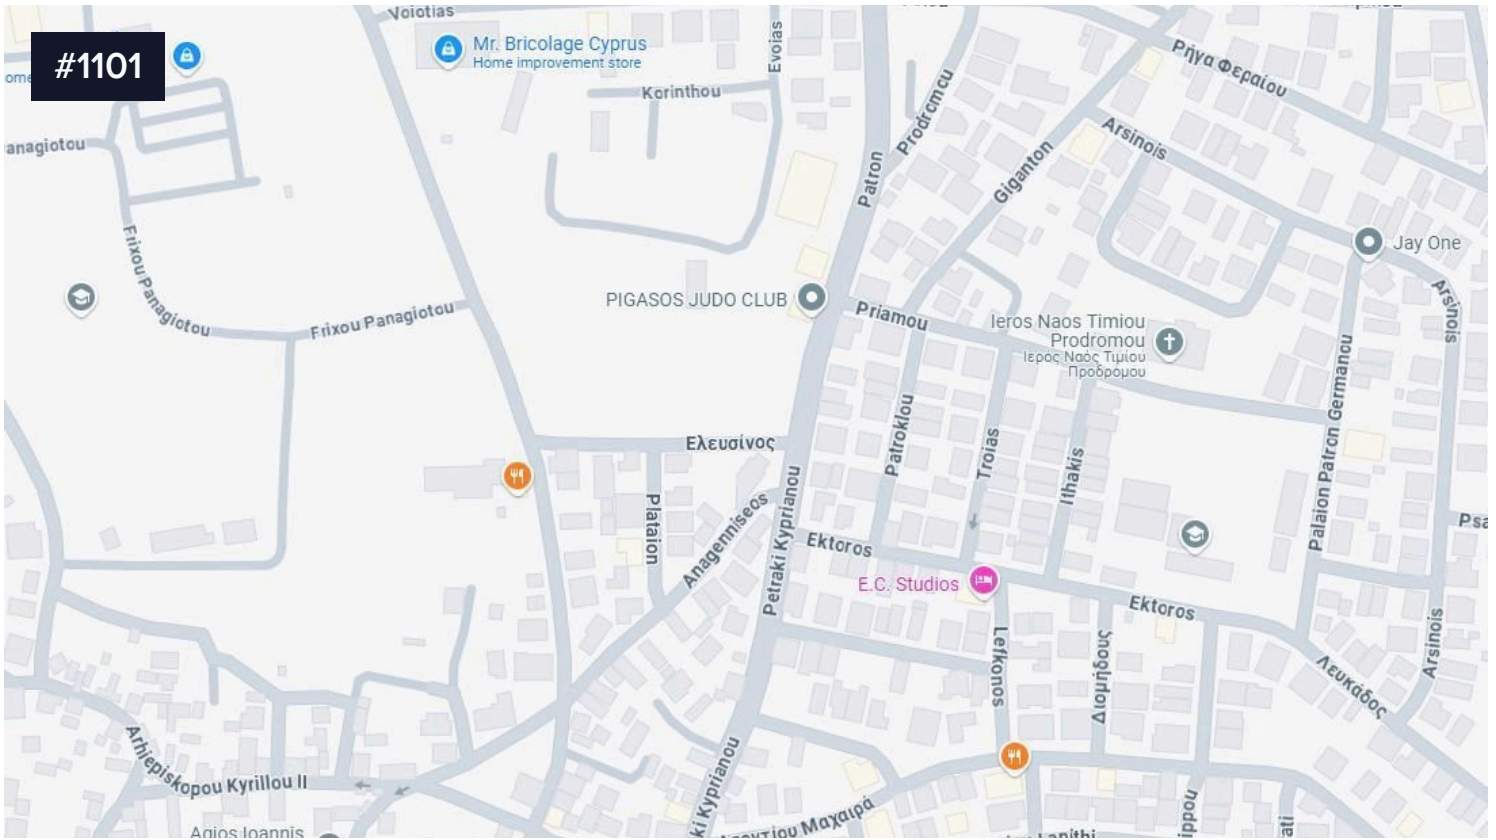 #1101
Voiotias
Mr. Bricolage Cyprus
Home improvement store
Evoias
Korinthou
Prodromou
Ρήγα Φεραίου
Arsinois
Patron
Giganton
Frixou Panagiotou
Frixou Panagiotou
Jay One
Arsinois
PIGASOS JUDO CLUB
Priamou
Ieros Naos Timiou
Prodromou
Ιερός Ναός Τιμίου
Προδρόμου
Palaion Patron Germanou
Patroklou
Troias
Ithakis
Ελευσίνος
Plataion
Anagenniseos
Petraki Kyprianou
Ektoros
E.C. Studios
Ektoros
Lefkonos
Διομήδους
Λευκάδος
Arsinois
Arhiepiskopou Kyrillou II
Agios Ioannis